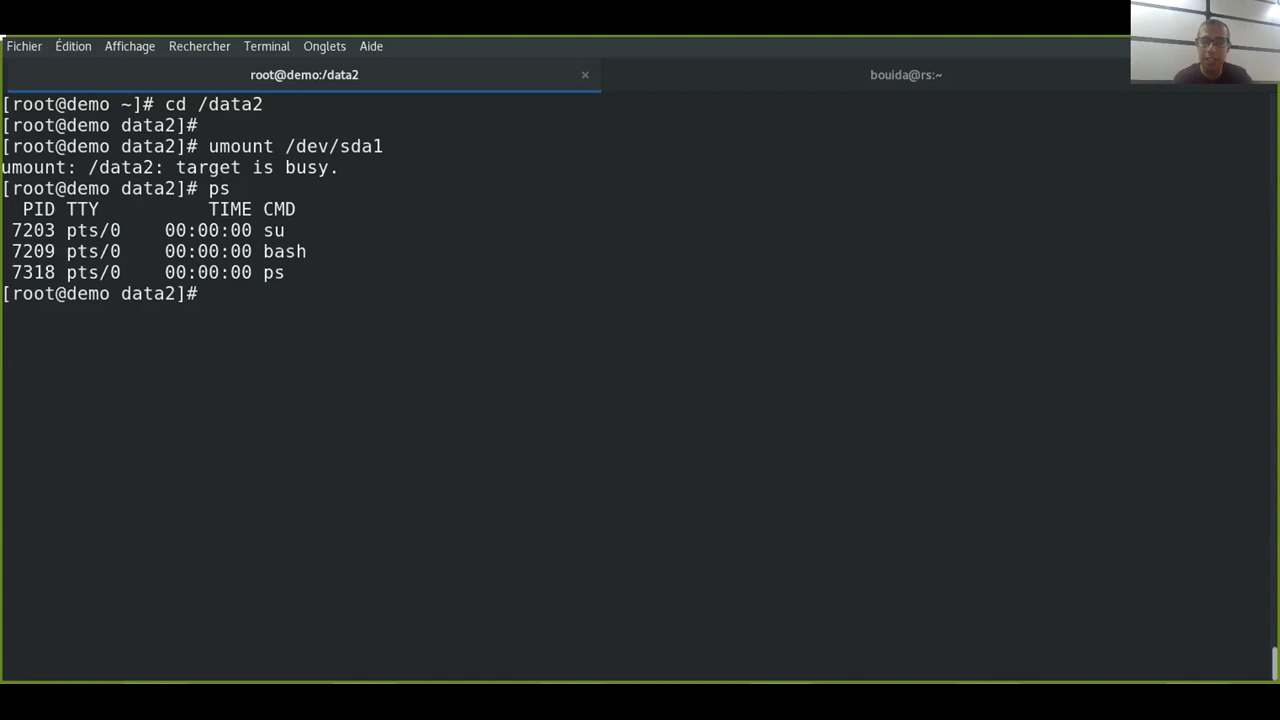 Fichier Édition Affichage Rechercher Terminal Onglets Aide
root@demo:/data2 × bouida@rs:~
[root@demo ~]# cd /data2
[root@demo data2]#
[root@demo data2]# umount /dev/sda1
umount: /data2: target is busy.
[root@demo data2]# ps
  PID TTY          TIME CMD
 7203 pts/0    00:00:00 su
 7209 pts/0    00:00:00 bash
 7318 pts/0    00:00:00 ps
[root@demo data2]#